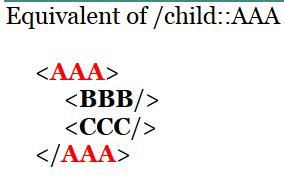 Equivalent of /child::AAA
<AAA>
<BBB/>
<CCC/>
</AAA>